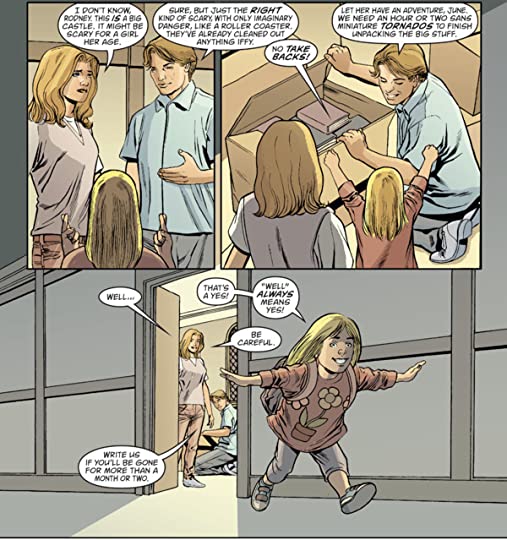 I DON'T KNOW,
RODNEY. THIS IS A BIG
CASTLE. IT MIGHT BE
SCARY FOR A GIRL
HER AGE.
SURE, BUT JUST THE RIGHT
KIND OF SCARY, WITH ONLY IMAGINARY
DANGER, LIKE A ROLLER COASTER.
THEY'VE ALREADY CLEANED OUT
ANYTHING IFFY.
NO TAKE
BACKS!
LET HER HAVE AN ADVENTURE, JUNE.
WE NEED AN HOUR OR TWO SANS
MINIATURE TORNADOS TO FINISH
UNPACKING THE BIG STUFF.
WELL...
THAT'S
A YES!
"WELL"
ALWAYS
MEANS
YES!
BE
CAREFUL.
WRITE US
IF YOU'LL BE GONE
FOR MORE THAN A
MONTH OR TWO.